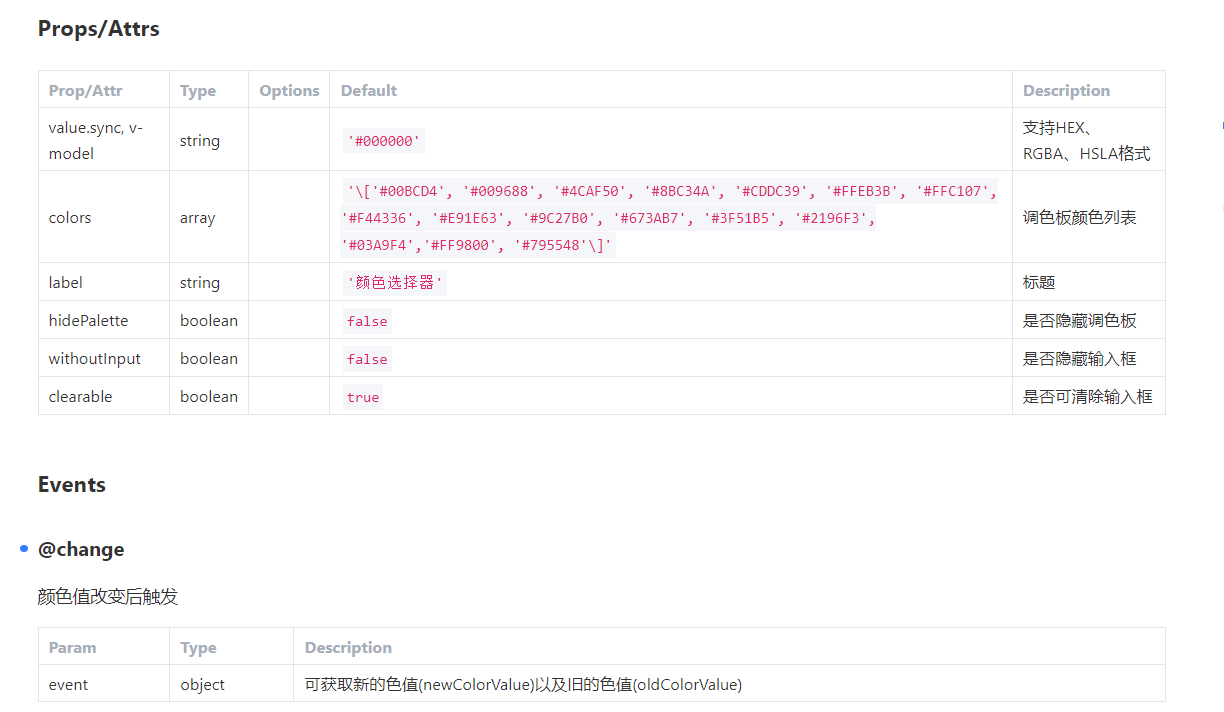 Props/Attrs
Prop/Attr Type Options Default Description
value.sync, v-
model
string
'#000000'
支持HEX、
RGBA、HSLA格式
colors
array
'\['#00BCD4', '#009688', '#4CAF50', '#8BC34A', '#CDDC39', '#FFEB3B', '#FFC107',
'#F44336', '#E91E63', '#9C27B0', '#673AB7', '#3F51B5', '#2196F3',
'#03A9F4','#FF9800', '#795548'\]'
调色板颜色列表
label string '颜色选择器' 标题
hidePalette boolean false 是否隐藏调色板
withoutInput boolean false 是否隐藏输入框
clearable boolean true 是否可清除输入框
Events
@change
颜色值改变后触发
Param Type Description
event object 可获取新的色值(newColorValue)以及旧的色值(oldColorValue)